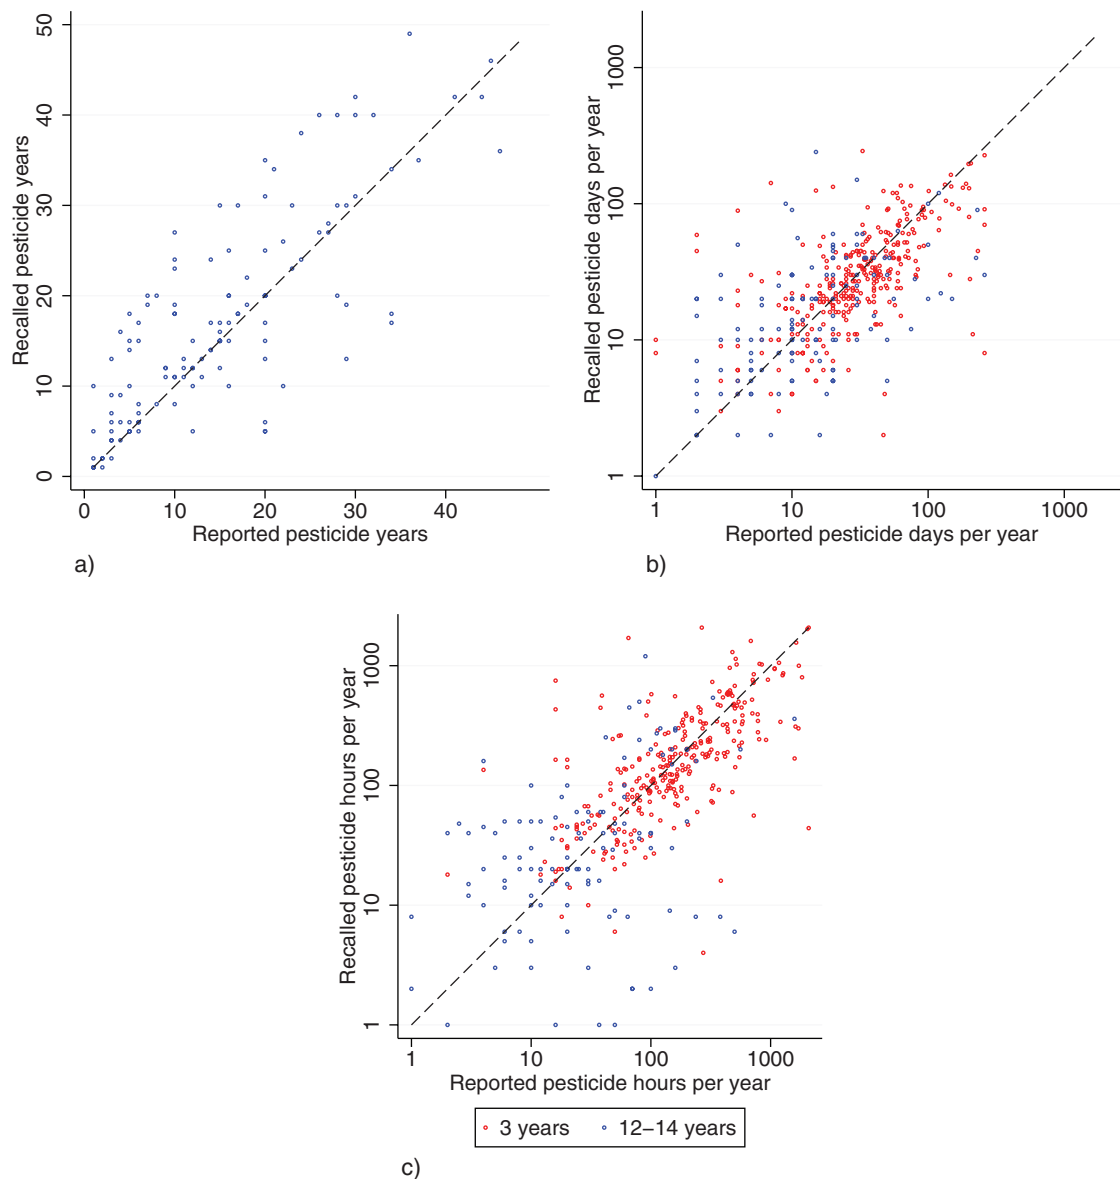 50
40
30
20
10
0
Recalled pesticide years
0 10 20 30 40
Reported pesticide years
a)
1000
100
10
1
Recalled pesticide days per year
1 10 100 1000
Reported pesticide days per year
b)
1000
100
10
1
Recalled pesticide hours per year
1 10 100 1000
Reported pesticide hours per year
3 years 12–14 years
c)